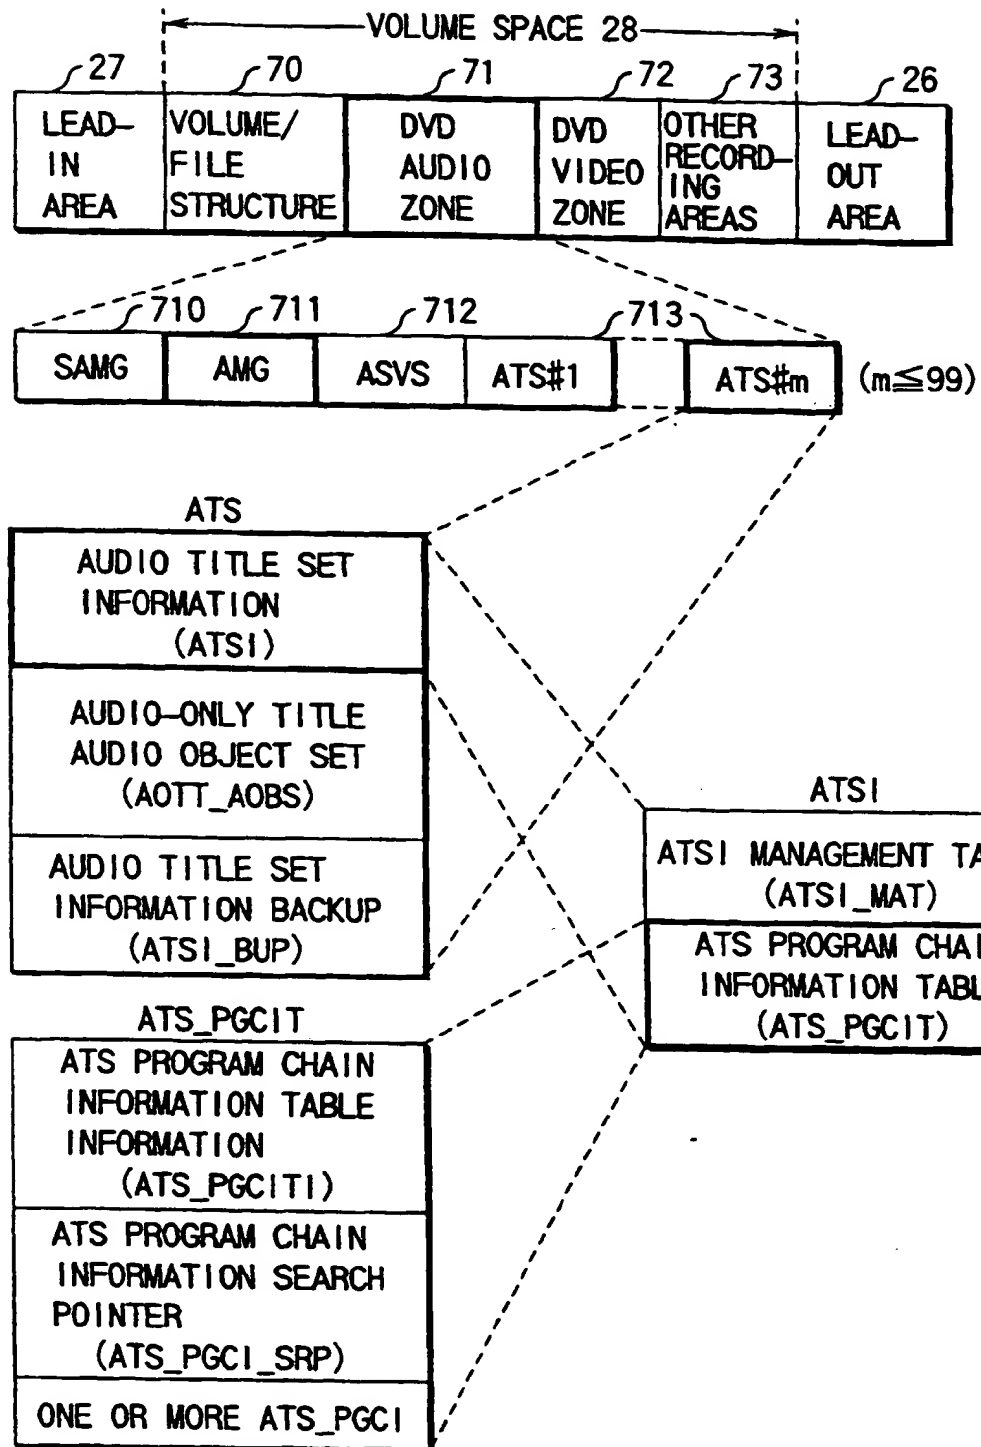 VOLUME SPACE 28
27 70 71 72 73 26
LEAD-
IN
AREA
VOLUME/
FILE
STRUCTURE
DVD
AUDIO
ZONE
DVD
VIDEO
ZONE
OTHER
RECORD-
ING
AREAS
LEAD-
OUT
AREA
710 711 712 713
SAMG AMG ASVS ATS#1 ATS#m (m≦99)
ATS
AUDIO TITLE SET
INFORMATION
(ATSI)
AUDIO-ONLY TITLE
AUDIO OBJECT SET
(AOTT_AOBS)
AUDIO TITLE SET
INFORMATION BACKUP
(ATSI_BUP)
ATSI
ATSI MANAGEMENT TA
(ATSI_MAT)
ATS PROGRAM CHAI
INFORMATION TABL
(ATS_PGCIT)
ATS_PGCIT
ATS PROGRAM CHAIN
INFORMATION TABLE
INFORMATION
(ATS_PGCITI)
ATS PROGRAM CHAIN
INFORMATION SEARCH
POINTER
(ATS_PGCI_SRP)
ONE OR MORE ATS_PGCI